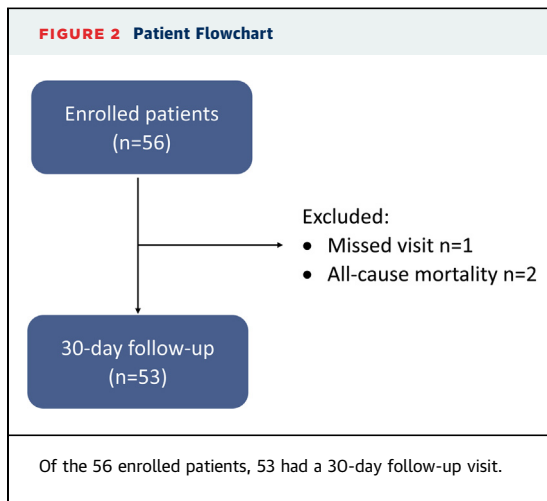 FIGURE 2 Patient Flowchart
Enrolled patients
(n=56)
Excluded:
• Missed visit n=1
• All-cause mortality n=2
30-day follow-up
(n=53)
Of the 56 enrolled patients, 53 had a 30-day follow-up visit.